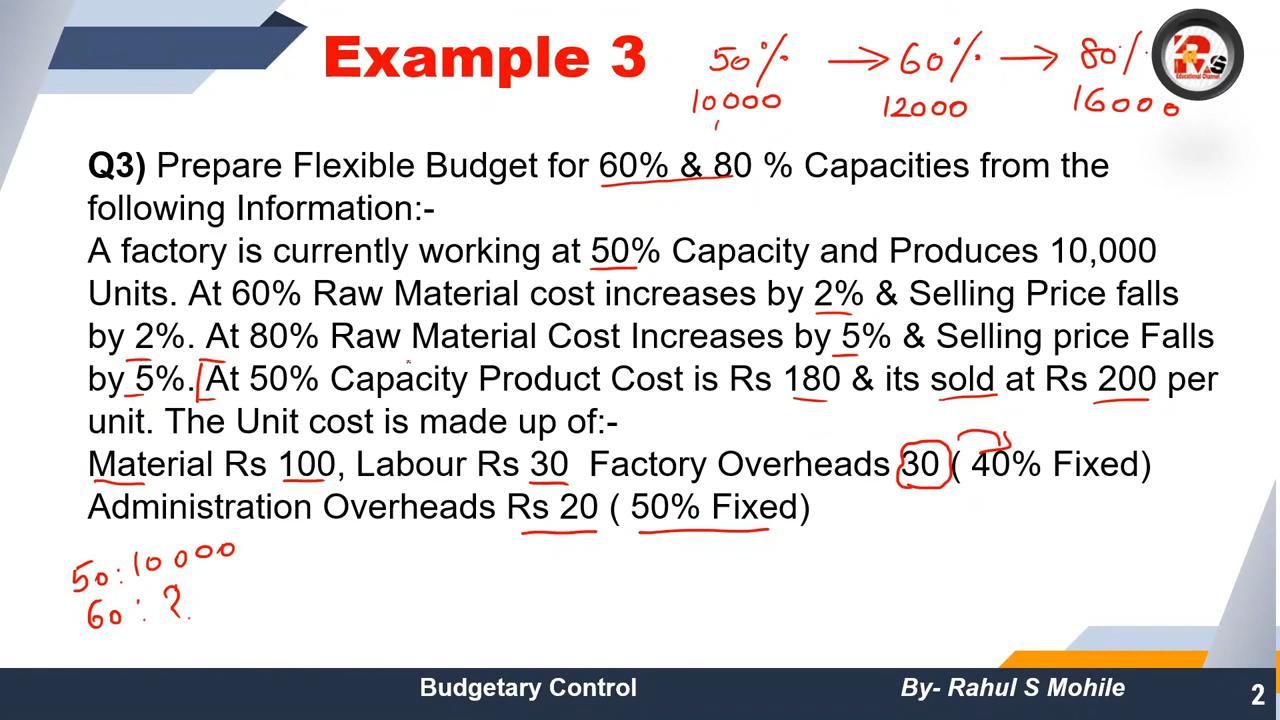 Example 3
50% → 60% → 80%
10000 12000 16000
RMS
Educational Channel
Q3) Prepare Flexible Budget for 60% & 80 % Capacities from the
following Information:-
A factory is currently working at 50% Capacity and Produces 10,000
Units. At 60% Raw Material cost increases by 2% & Selling Price falls
by 2%. At 80% Raw Material Cost Increases by 5% & Selling price Falls
by 5%. At 50% Capacity Product Cost is Rs 180 & its sold at Rs 200 per
unit. The Unit cost is made up of:-
Material Rs 100, Labour Rs 30 Factory Overheads 30 ( 40% Fixed)
Administration Overheads Rs 20 ( 50% Fixed)
50 : 10000
60 : ?
Budgetary Control By- Rahul S Mohile 2